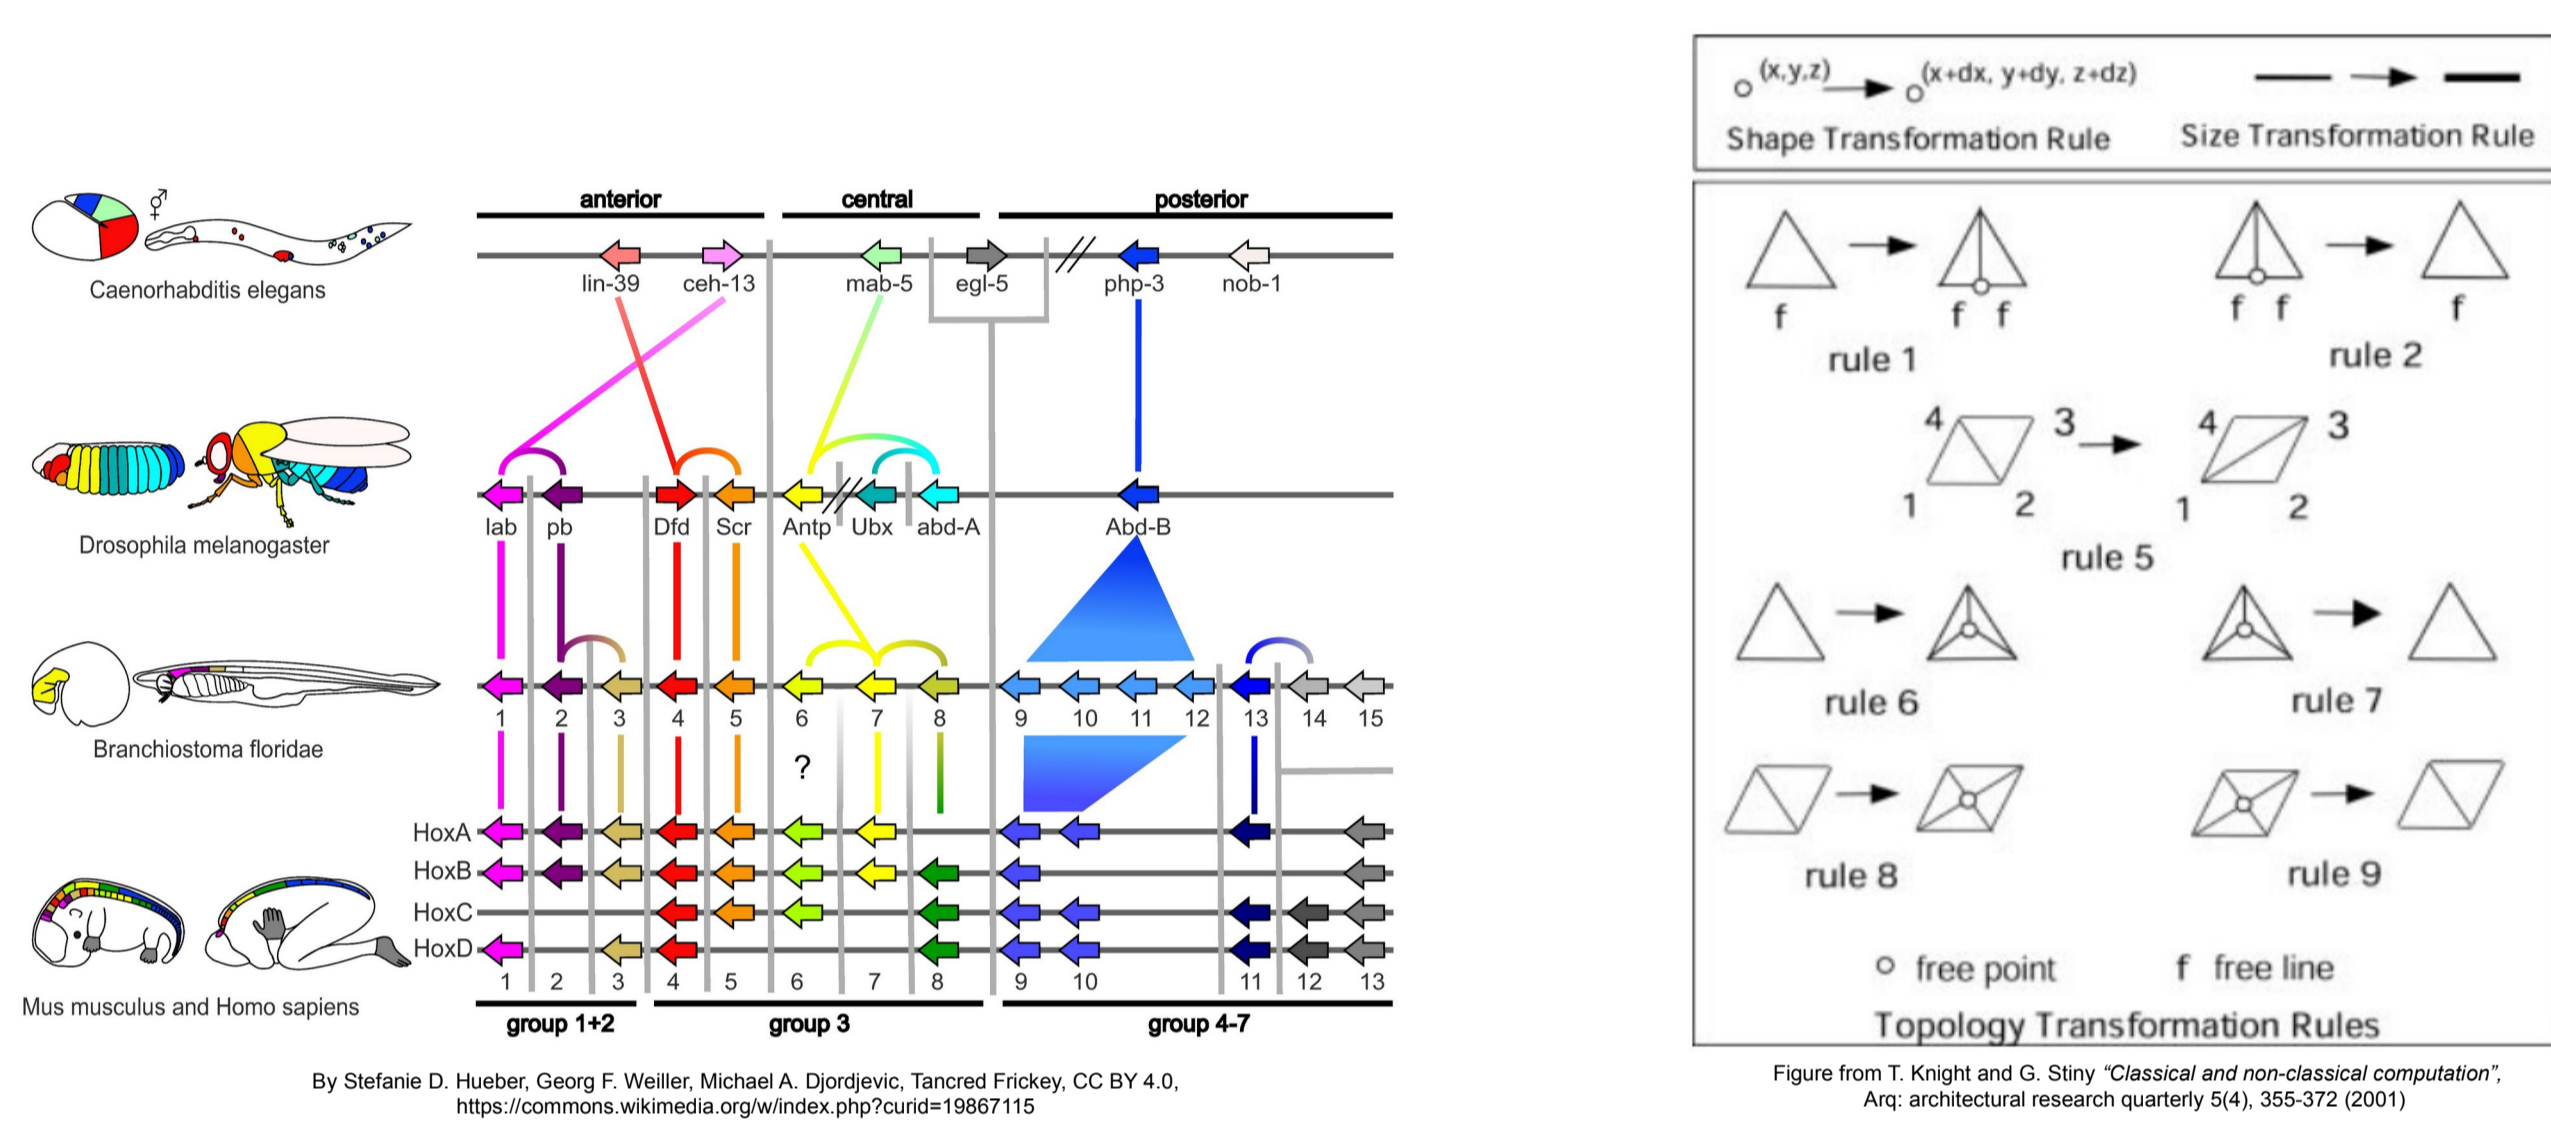 anterior central posterior
lin-39 ceh-13 mab-5 egl-5 php-3 nob-1
Caenorhabditis elegans
lab pb Dfd Scr Antp Ubx abd-A Abd-B
Drosophila melanogaster
1 2 3 4 5 6 7 8 9 10 11 12 13 14 15
Branchiostoma floridae
?
HoxA
HoxB
HoxC
HoxD
1 2 3 4 5 6 7 8 9 10 11 12 13
Mus musculus and Homo sapiens
group 1+2 group 3 group 4-7
By Stefanie D. Hueber, Georg F. Weiller, Michael A. Djordjevic, Tancred Frickey, CC BY 4.0,
https://commons.wikimedia.org/w/index.php?curid=19867115
(x,y,z) (x+dx, y+dy, z+dz)
Shape Transformation Rule Size Transformation Rule
f f f f f f
rule 1 rule 2
4 3 4 3
1 2 1 2
rule 5
rule 6 rule 7
rule 8 rule 9
free point f free line
Topology Transformation Rules
Figure from T. Knight and G. Stiny “Classical and non-classical computation”,
Arq: architectural research quarterly 5(4), 355-372 (2001)